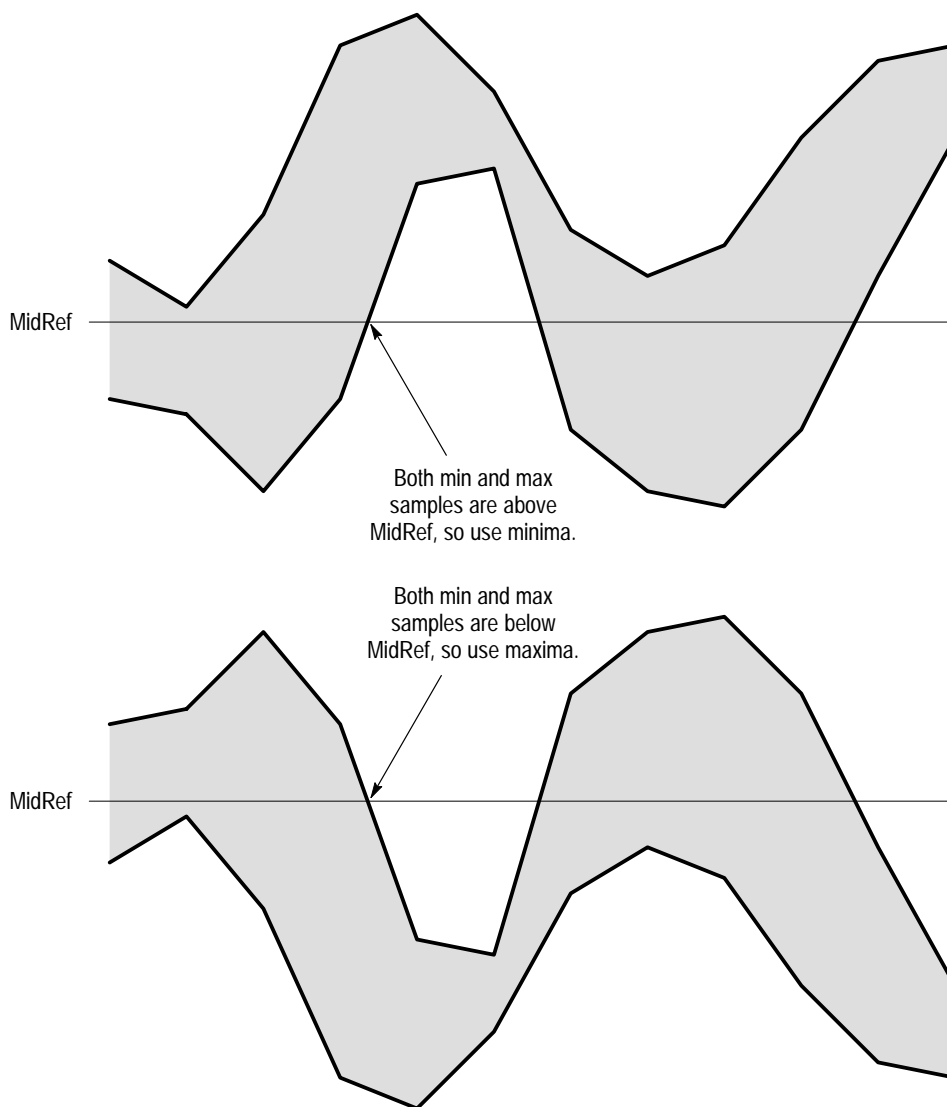 MidRef
Both min and max
samples are above
MidRef, so use minima.
Both min and max
samples are below
MidRef, so use maxima.
MidRef